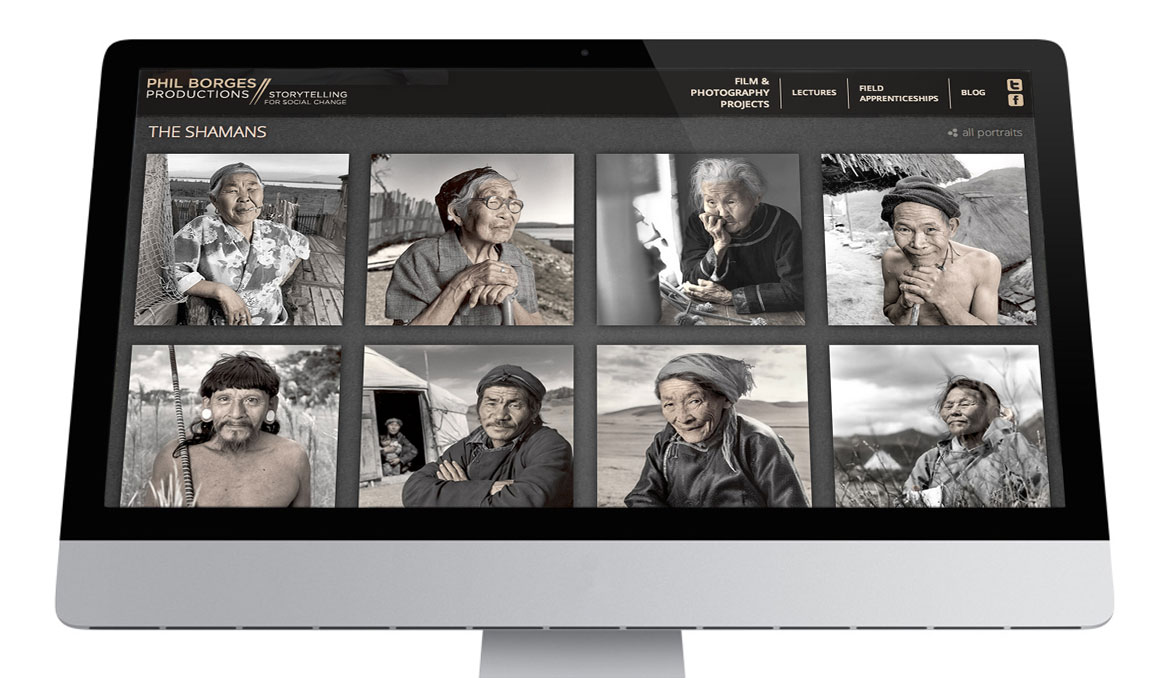 PHIL BORGES
PRODUCTIONS
STORYTELLING
FOR SOCIAL CHANGE
FILM &
PHOTOGRAPHY
PROJECTS
LECTURES
FIELD
APPRENTICESHIPS
BLOG
THE SHAMANS
all portraits